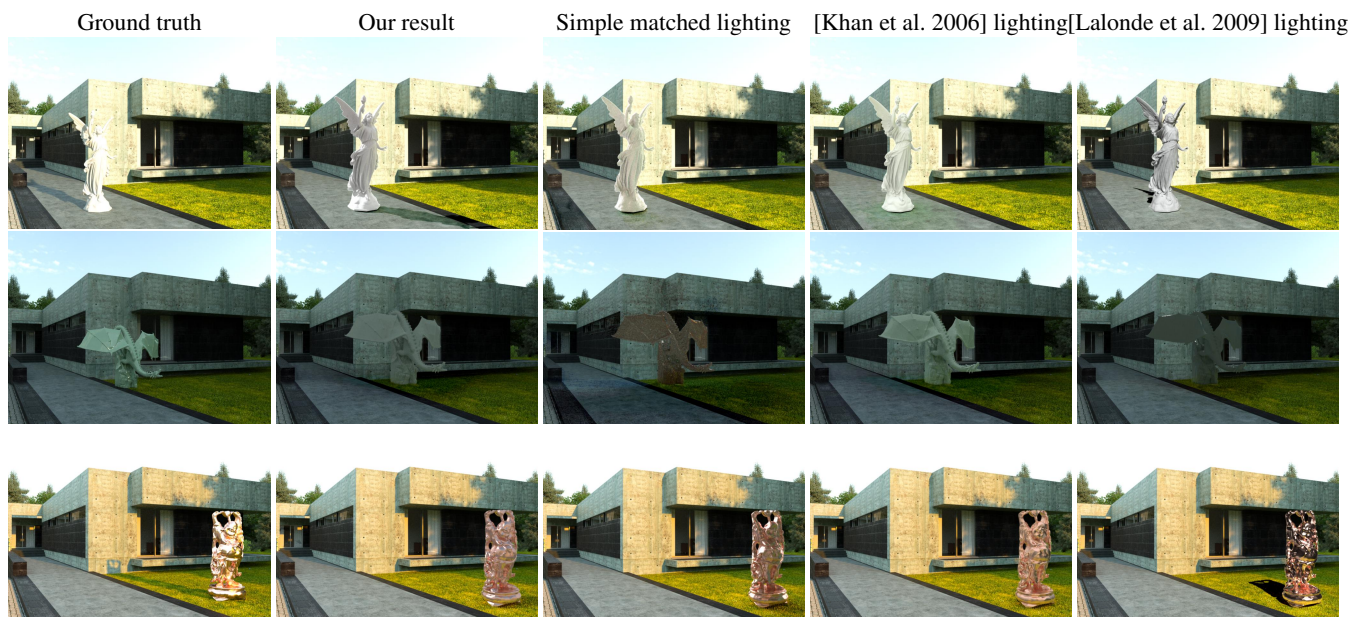 Ground truth Our result Simple matched lighting [Khan et al. 2006] lighting[Lalonde et al. 2009] lighting